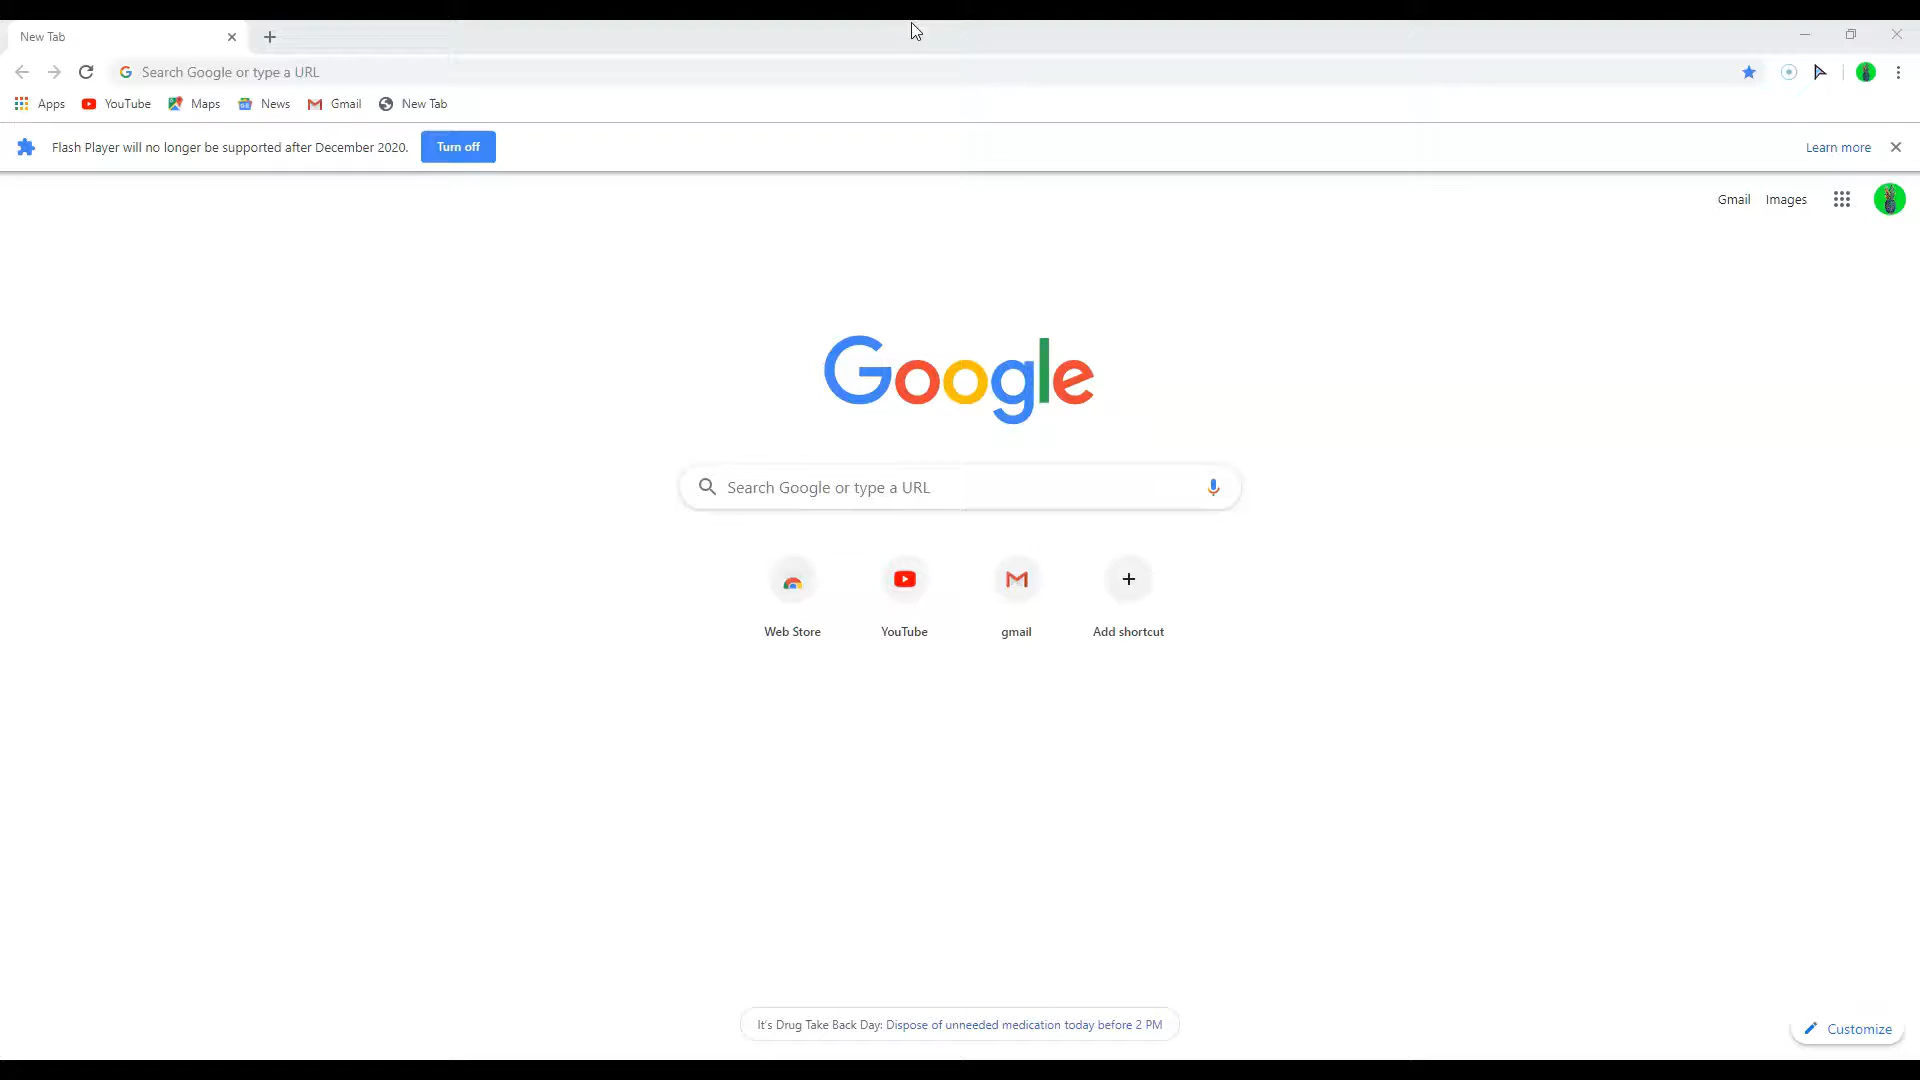 New Tab
Search Google or type a URL
Apps YouTube Maps News Gmail New Tab
Flash Player will no longer be supported after December 2020. Turn off Learn more
Gmail Images
Google
Search Google or type a URL
Web Store YouTube gmail Add shortcut
It's Drug Take Back Day: Dispose of unneeded medication today before 2 PM
Customize